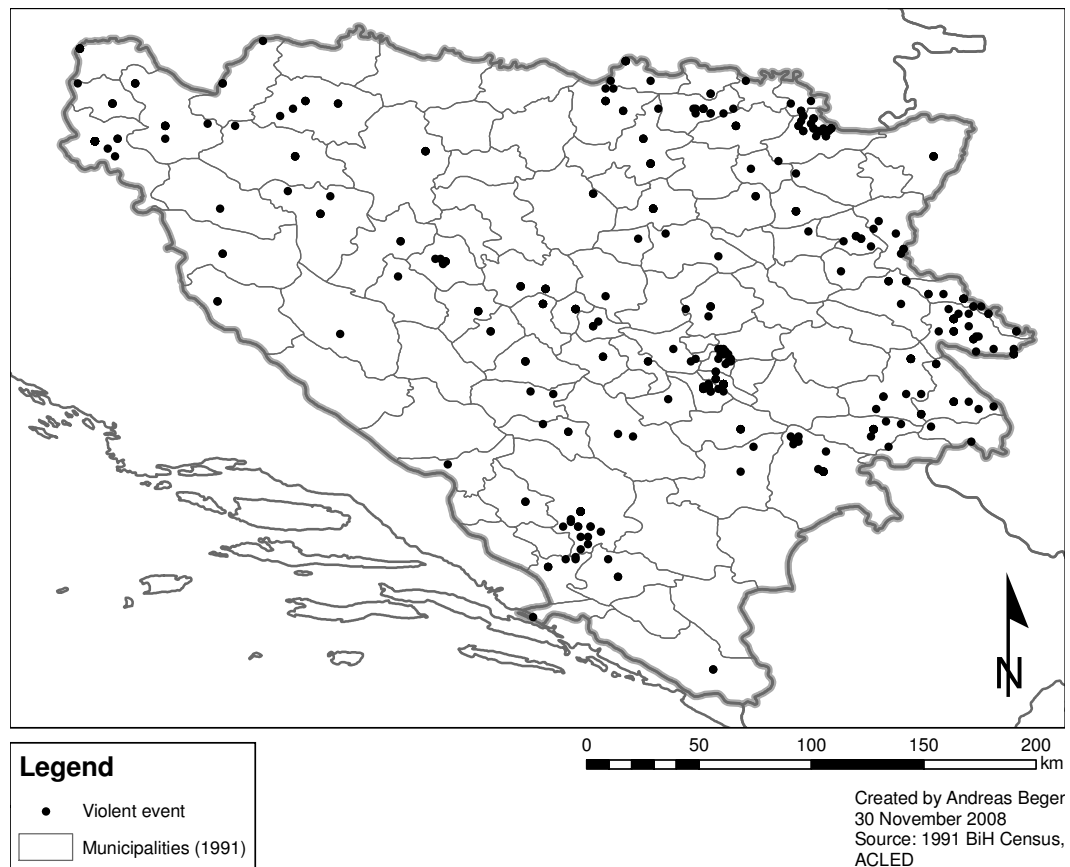 N
Legend
Violent event
Municipalities (1991)
0 50 100 150 200
km
Created by Andreas Beger
30 November 2008
Source: 1991 BiH Census,
ACLED